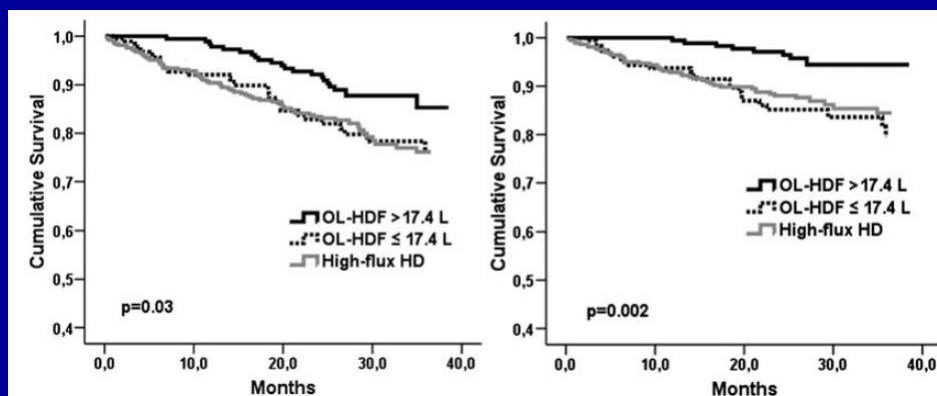 1,0
0,9
0,8
0,7
0,6
0,5
0,4
Cumulative Survival
OL-HDF > 17.4 L
OL-HDF ≤ 17.4 L
High-flux HD
p=0.03
0,0 10,0 20,0 30,0 40,0
Months
1,0
0,9
0,8
0,7
0,6
0,5
0,4
Cumulative Survival
OL-HDF > 17.4 L
OL-HDF ≤ 17.4 L
High-flux HD
p=0.002
0,0 10,0 20,0 30,0 40,0
Months